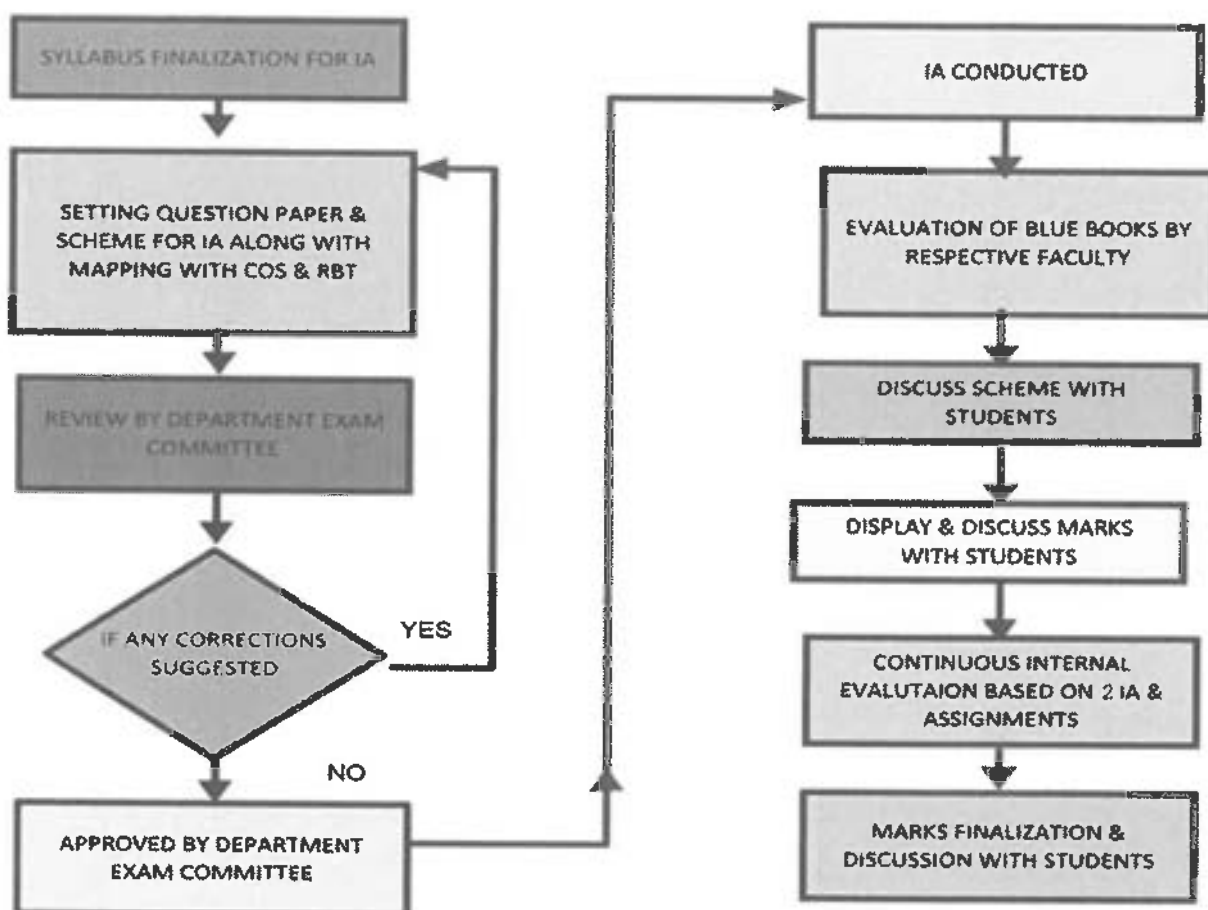 SYLLABUS FINALIZATION FOR IA
SETTING QUESTION PAPER &
SCHEME FOR IA ALONG WITH
MAPPING WITH COS & RBT
REVIEW BY DEPARTMENT EXAM
COMMITTEE
IF ANY CORRECTIONS
SUGGESTED
YES
NO
APPROVED BY DEPARTMENT
EXAM COMMITTEE
IA CONDUCTED
EVALUATION OF BLUE BOOKS BY
RESPECTIVE FACULTY
DISCUSS SCHEME WITH
STUDENTS
DISPLAY & DISCUSS MARKS
WITH STUDENTS
CONTINUOUS INTERNAL
EVALUTAION BASED ON 2 IA &
ASSIGNMENTS
MARKS FINALIZATION &
DISCUSSION WITH STUDENTS